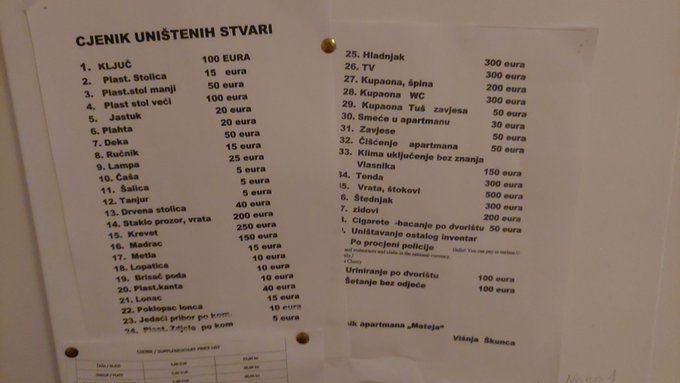 CJENIK UNIŠTENIH STVARI
1. KLJUČ 100 EURA
2. Plast. Stolica 15 eura
3. Plast.stol manji 50 eura
4. Plast stol veći 100 eura
5. Jastuk 20 eura
6. Plahta 20 eura
7. Deka 50 eura
8. Ručnik 15 eura
9. Lampa 25 eura
10. Čaša 5 eura
11. Šalica 5 eura
12. Tanjur 5 eura
13. Drvena stolica 40 eura
14. Staklo prozor, vrata 200 eura
15. Krevet 250 eura
16. Madrac 150 eura
17. Metla 15 eura
18. Lopatica 10 eura
19. Brisač poda 10 eura
20. Plast.kanta 40 eura
21. Lonac 15 eura
22. Poklopac lonca 10 eura
23. Jedaći pribor po kom. 5 eura
24. Plast. Zdjele po kom
CJENIK / SUPPLEMENTARY PRICE LIST
25. Hladnjak 300 eura
26. TV 300 eura
27. Kupaona, špina 200 eura
28. Kupaona WC 300 eura
29. Kupaona Tuš zavjesa 50 eura
30. Smeće u apartmanu 30 eura
31. Zavjese
32. Čišćenje apartmana 50 eura
33. Klima uključenje bez znanja
Vlasnika 150 eura
34. Tenda 300 eura
35. Vrata, štokovi 500 eura
6. Štednjak 300 eura
7. zidovi 200 eura
Cigarete -bacanje po dvorištu 50 eura
Uništavanje ostalog inventar
Po procjeni policije
Uriniranje po dvorištu 100 eura
Šetanje bez odjeće 100 eura
nik apartmana „Mateja"
Višnja Škunca